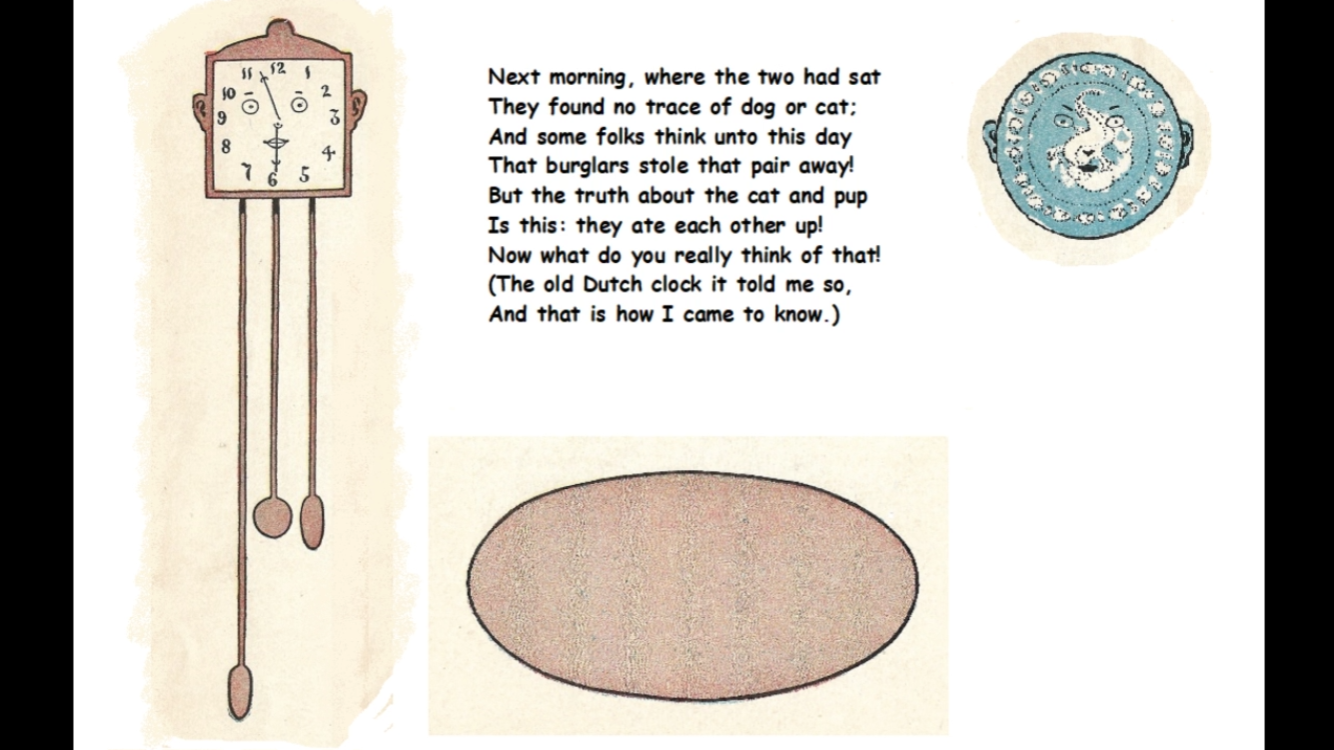 11 12 1
10 2
9 3
8 4
7 6 5
Next morning, where the two had sat
They found no trace of dog or cat;
And some folks think unto this day
That burglars stole that pair away!
But the truth about the cat and pup
Is this: they ate each other up!
Now what do you really think of that!
(The old Dutch clock it told me so,
And that is how I came to know.)